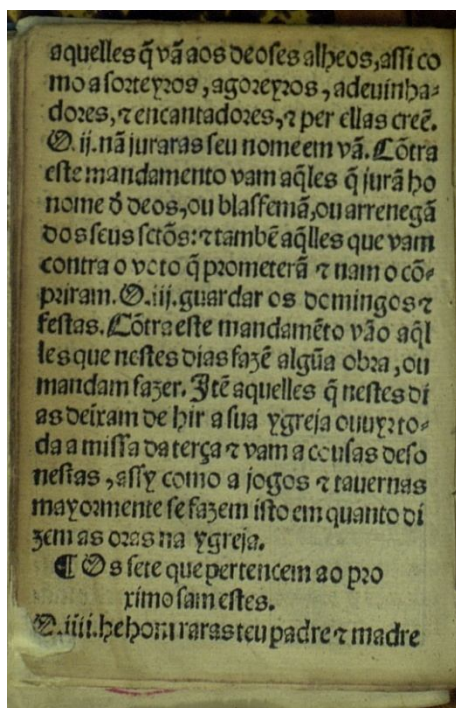 aquelles q̃ vã aos deoses alheos, assi co
mo a sorteyros, agoreyros, adeuinha-
dores, ⁊ encantadores, ⁊ per ellas creẽ.
O .ij. nã juraras seu nome em vã. Cõtra
este mandamento vam aq̃les q̃ jurã ho
nome d̃ deos, ou blasfemã, ou arrenegã
dos seus sctõs: ⁊ tambẽ aq̃lles que vam
contra o voto q̃ prometerã ⁊ nam o cõ-
priram. O .iij. guardar os domingos ⁊
festas. Cõtra este mandamẽto vão aq̃l
les que nestes dias fazẽ algũa obra, ou
mandam fazer. Itẽ aquelles q̃ nestes di
as deixam de hir a sua ygreja ouuyr to-
da a missa da terça ⁊ vam a cousas deso
nestas, assy como a jogos ⁊ tauernas
mayormente se fazem isto em quanto di
zem as oras na ygreja.
¶ Os sete que pertencem ao pro
ximo sam estes.
O .iiij. he honrraras teu padre ⁊ madre